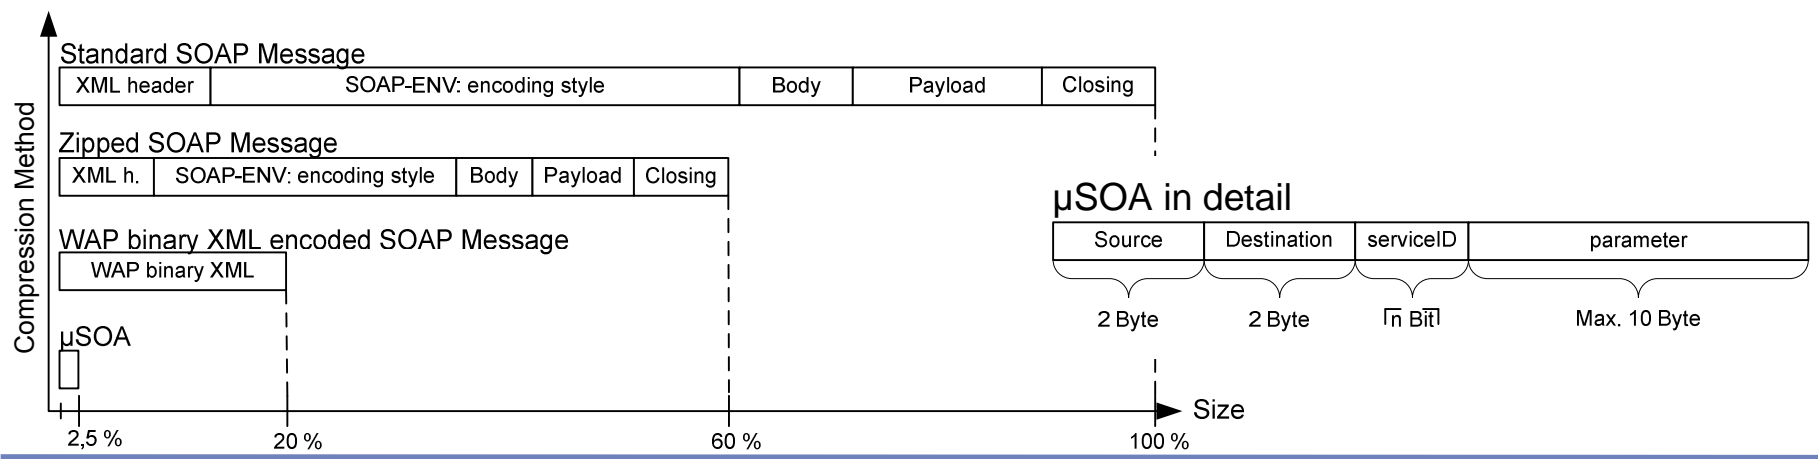 Compression Method
Standard SOAP Message
XML header SOAP-ENV: encoding style Body Payload Closing
Zipped SOAP Message
XML h. SOAP-ENV: encoding style Body Payload Closing
WAP binary XML encoded SOAP Message
WAP binary XML
µSOA
2,5 % 20 % 60 % 100 %
Size
µSOA in detail
Source Destination serviceID parameter
2 Byte 2 Byte ⌈n Bit⌉ Max. 10 Byte